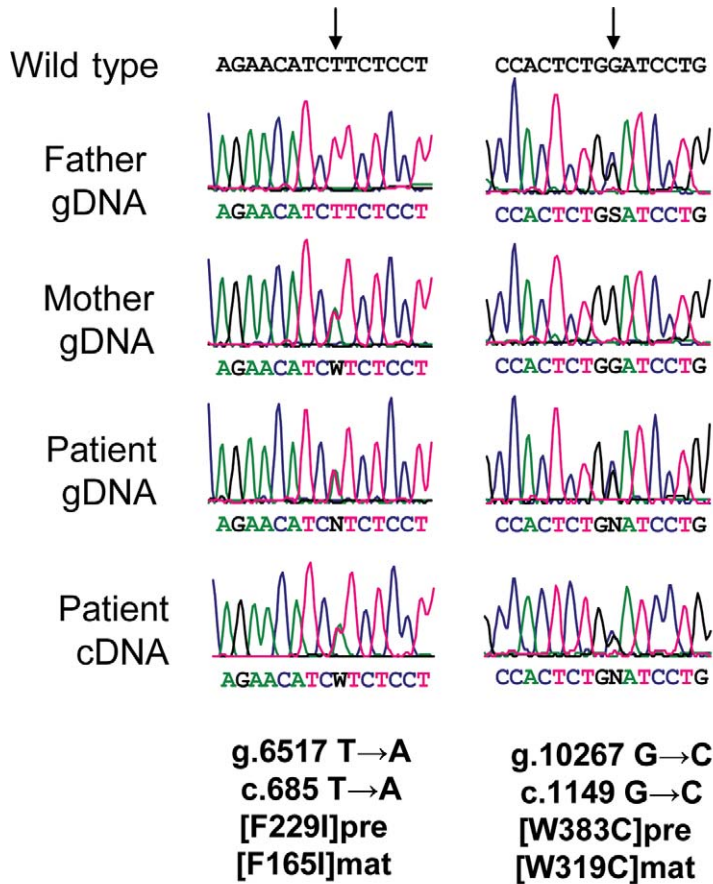 Wild type AGAACATCTTCTCCT CCACTCTGGATCCTG
Father gDNA AGAACATCTTCTCCT CCACTCTGSATCCTG
Mother gDNA AGAACATCWTCTCCT CCACTCTGGATCCTG
Patient gDNA AGAACATCNTCTCCT CCACTCTGNATCCTG
Patient cDNA AGAACATCWTCTCCT CCACTCTGNATCCTG
g.6517 T→A g.10267 G→C
c.685 T→A c.1149 G→C
[F229I]pre [W383C]pre
[F165I]mat [W319C]mat